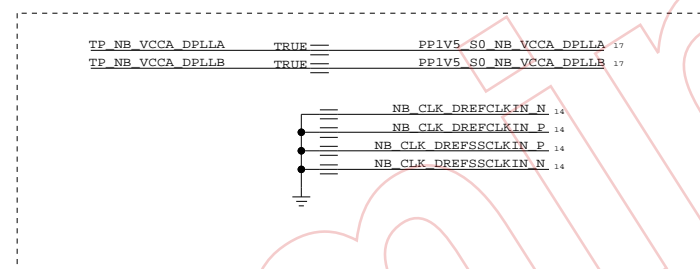 TP_NB_VCCA_DPLLA TRUE PP1V5_S0_NB_VCCA_DPLLA 17
TP_NB_VCCA_DPLLB TRUE PP1V5_S0_NB_VCCA_DPLLB 17
NB_CLK_DREFCLKIN_N 14
NB_CLK_DREFCLKIN_P 14
NB_CLK_DREFSSCLKIN_P 14
NB_CLK_DREFSSCLKIN_N 14